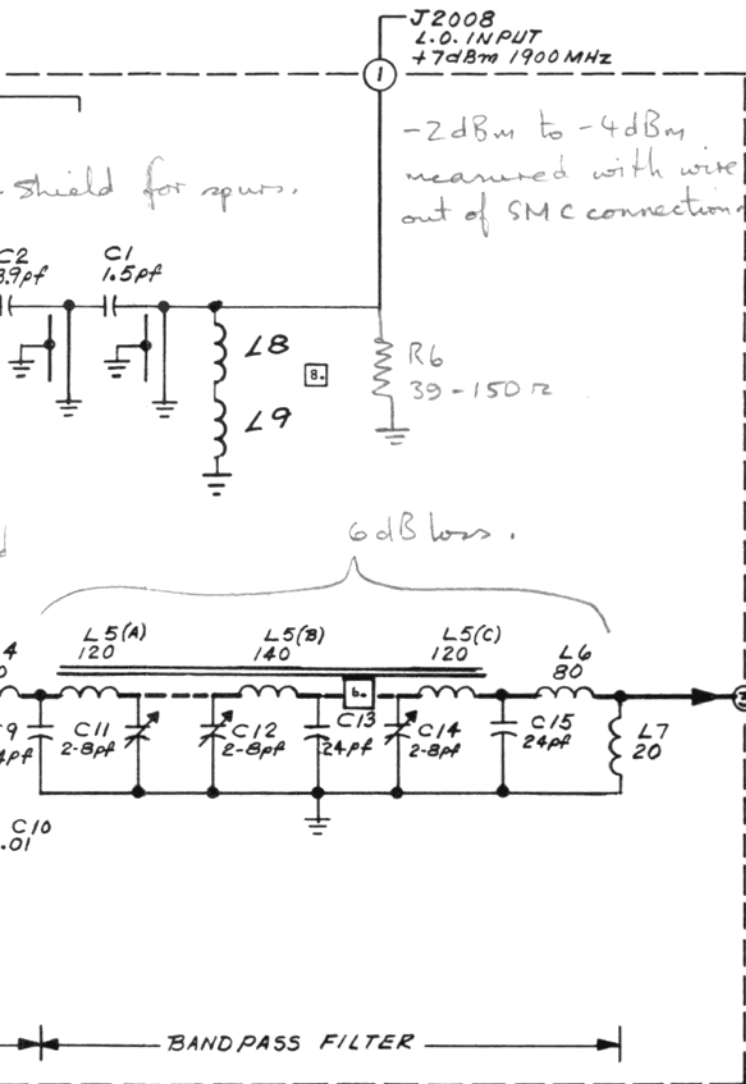 J2008
L.O. INPUT
+7dBm 1900MHz
1
-2dBm to -4dBm
measured with wire
out of SMC connection
shield for spurs.
C2
3.9pf
C1
1.5pf
L8
8.
L9
R6
39-150Ω
6dB loss.
L5(A)
120
L5(B)
140
L5(C)
120
L6
80
6.
C11
2-8pf
C12
2-8pf
C13
24pf
C14
2-8pf
C15
24pf
L7
20
C10
.01
BANDPASS FILTER